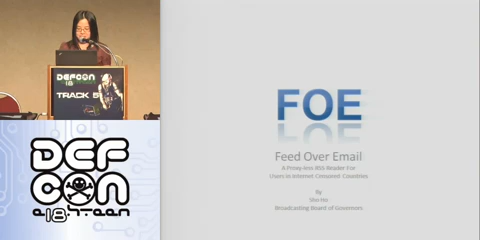 DEFCON
18
TRACK 5
DEF
CON
18
FOE
Feed Over Email
A Proxy-less RSS Reader For
Users in Internet Censored Countries
By
Sho Ho
Broadcasting Board of Governors